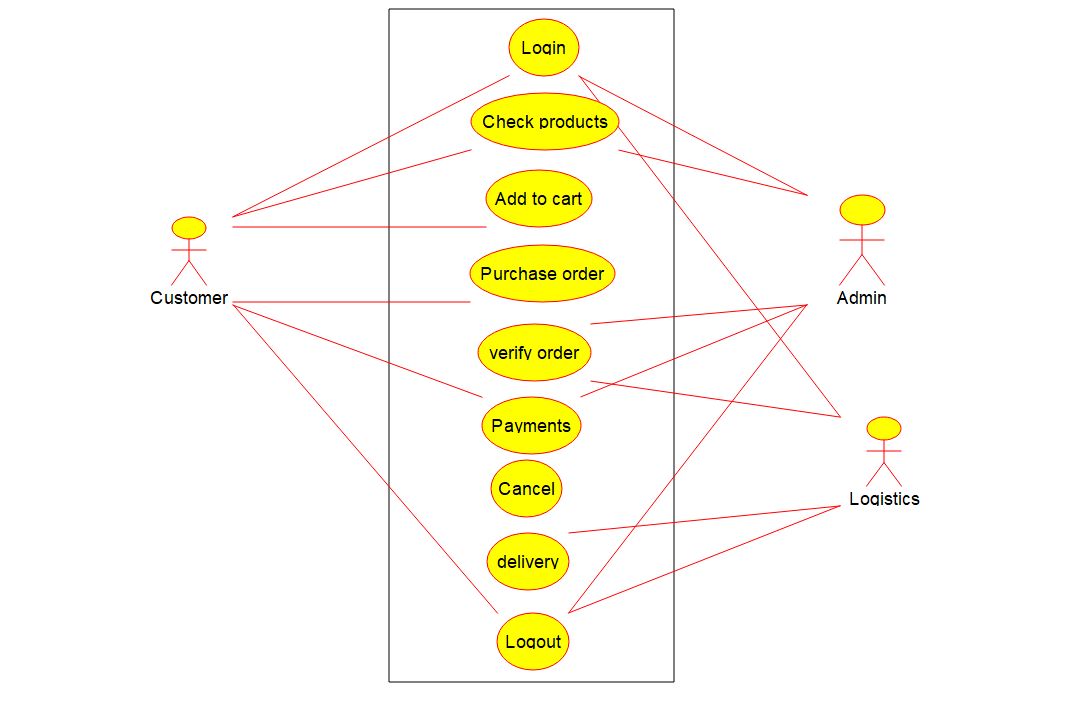 Login
Check products
Add to cart
Purchase order
Customer
Admin
verify order
Payments
Cancel
Logistics
delivery
Logout